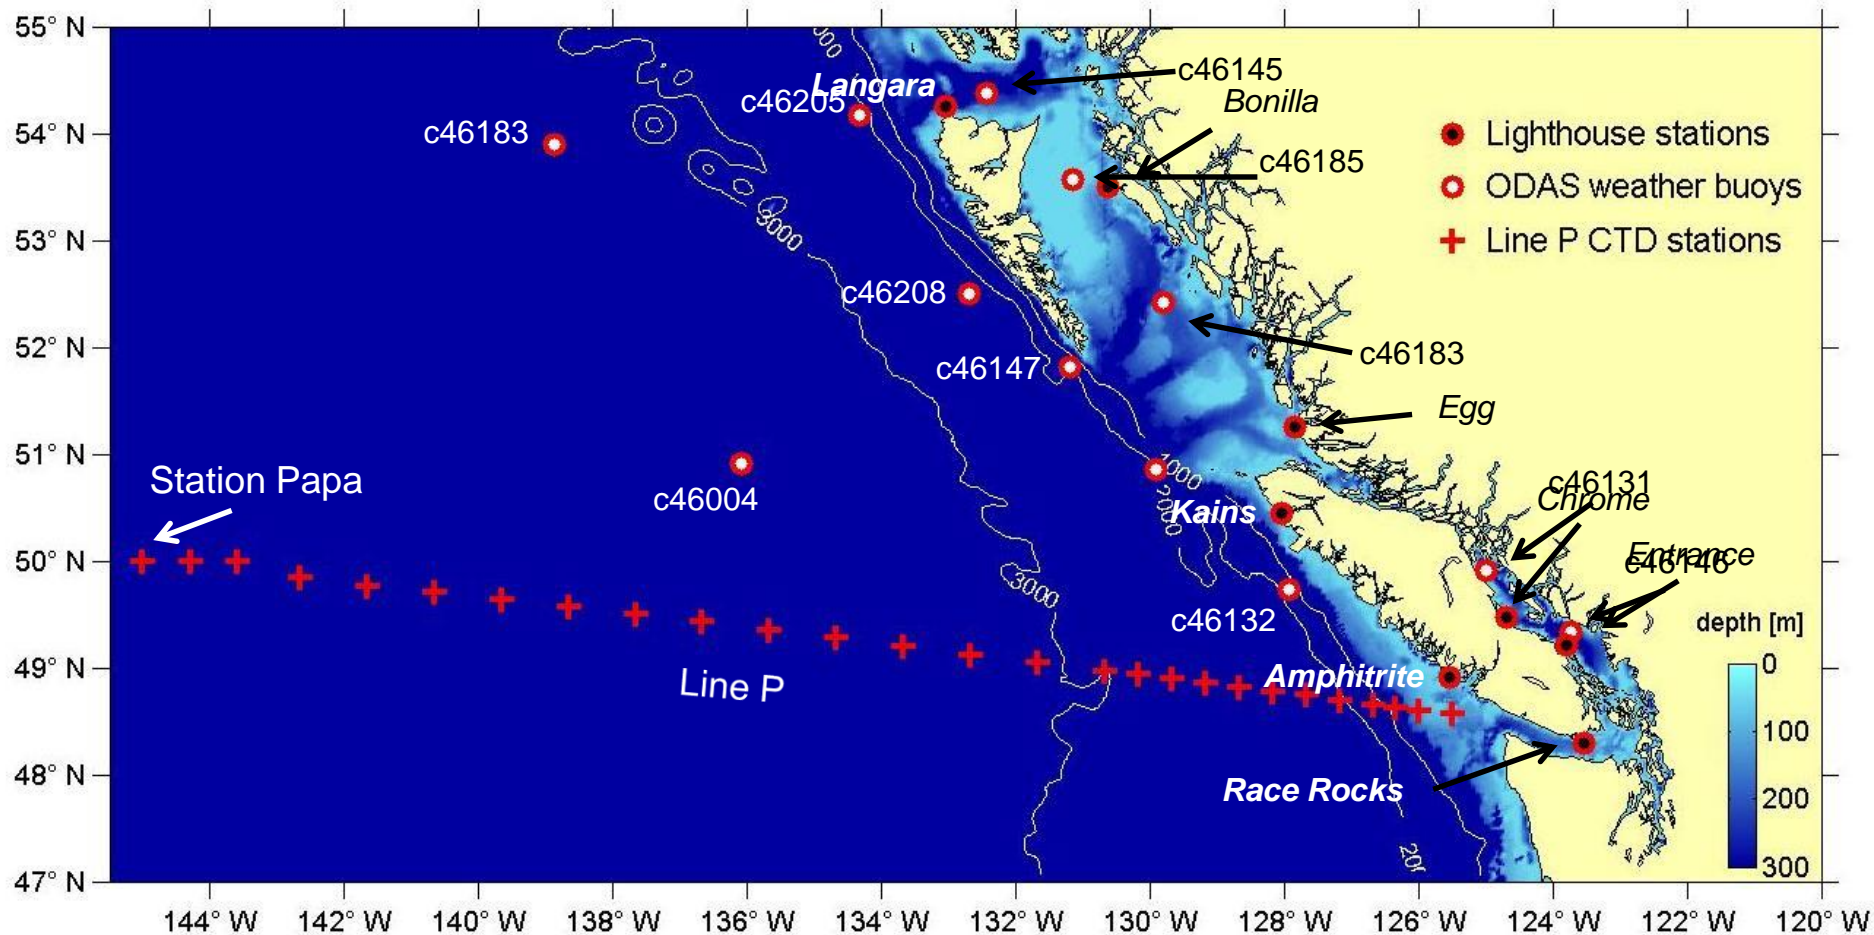 55° N
54° N
53° N
52° N
51° N
50° N
49° N
48° N
47° N
144° W
142° W
140° W
138° W
136° W
134° W
132° W
130° W
128° W
126° W
124° W
122° W
120° W
Langara
c46145
c46205
Bonilla
c46183
c46185
Lighthouse stations
ODAS weather buoys
Line P CTD stations
3000
c46208
c46147
c46183
Egg
Station Papa
c46004
1000
2000
Kains
c46131
Chrome
Entrance
c46146
3000
c46132
depth [m]
0
100
200
300
Line P
Amphitrite
Race Rocks